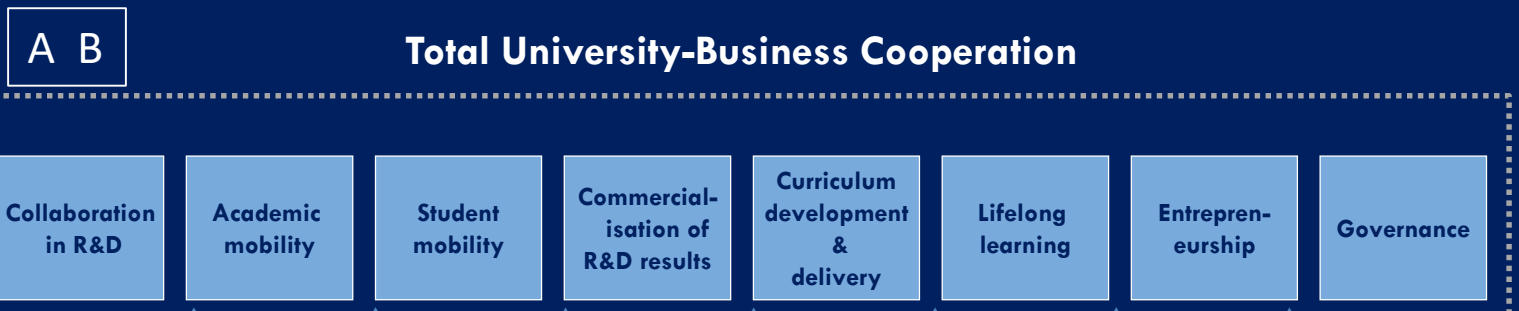 A B
Total University-Business Cooperation
Collaboration
in R&D
Academic
mobility
Student
mobility
Commercial-
isation of
R&D results
Curriculum
development
&
delivery
Lifelong
learning
Entrepren-
eurship
Governance